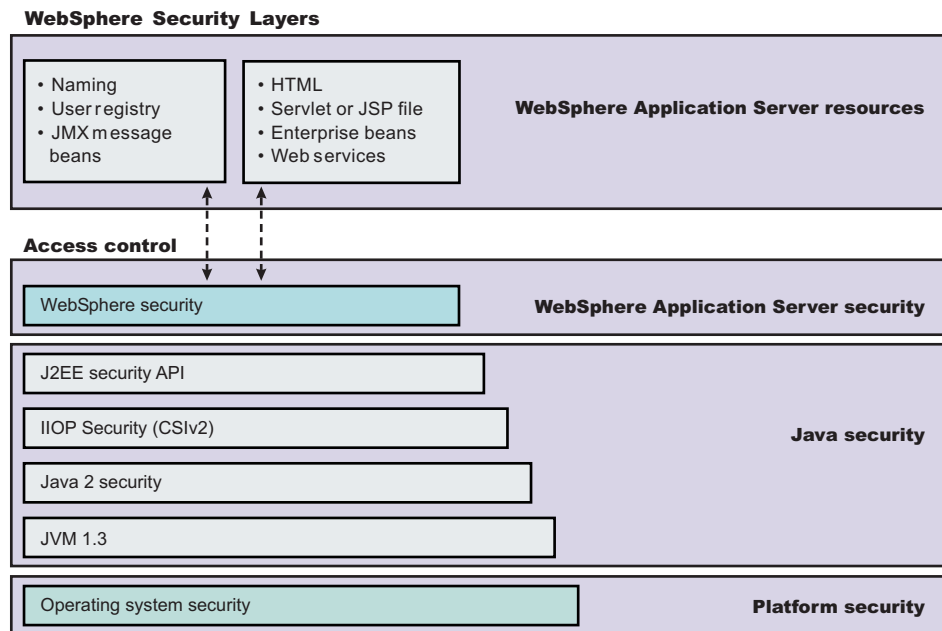 WebSphere Security Layers
• Naming
• User registry
• JMX message
beans
• HTML
• Servlet or JSP file
• Enterprise beans
• Web services
WebSphere Application Server resources
Access control
WebSphere security
WebSphere Application Server security
J2EE security API
IIOP Security (CSIv2)
Java 2 security
JVM 1.3
Java security
Operating system security
Platform security